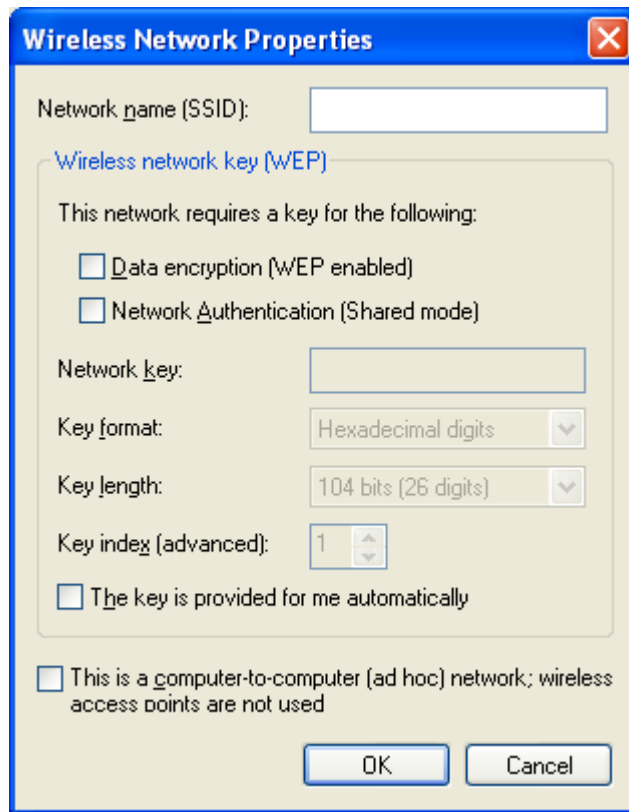 Wireless Network Properties
Network name (SSID):
Wireless network key (WEP)
This network requires a key for the following:
Data encryption (WEP enabled)
Network Authentication (Shared mode)
Network key:
Key format: Hexadecimal digits
Key length: 104 bits (26 digits)
Key index (advanced): 1
The key is provided for me automatically
This is a computer-to-computer (ad hoc) network; wireless
access points are not used
OK Cancel